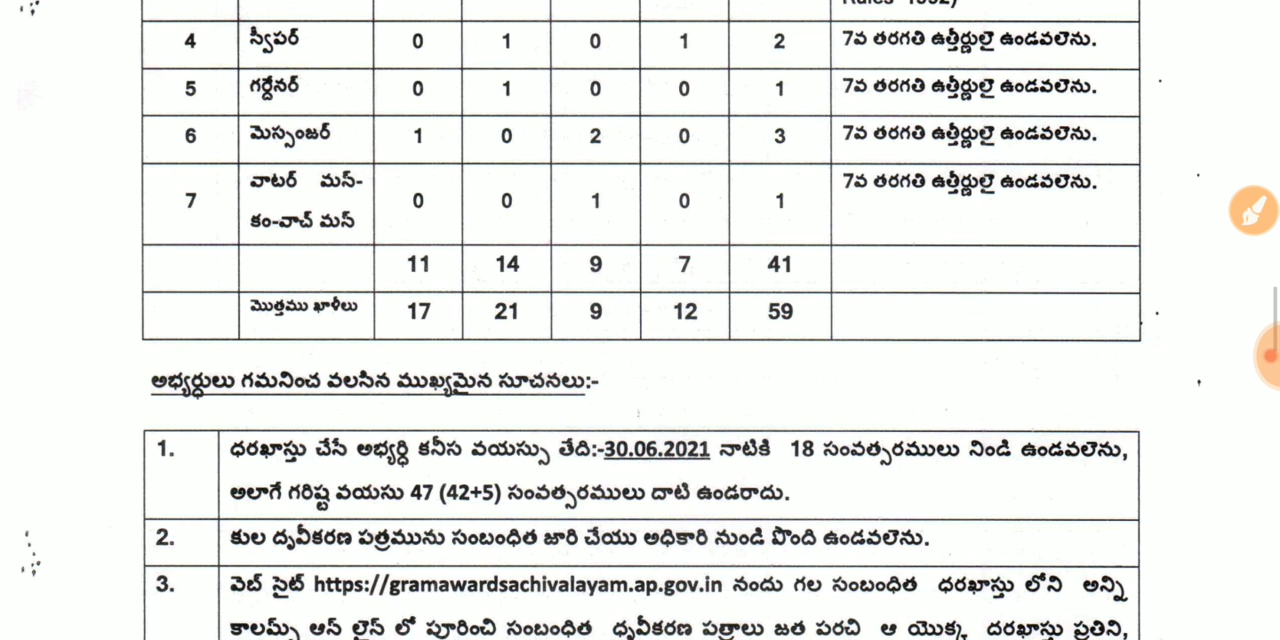 4 స్వీపర్ 0 1 0 1 2 7వ తరగతి ఉత్తీర్ణులై ఉండవలెను.
5 గర్డేనర్ 0 1 0 0 1 7వ తరగతి ఉత్తీర్ణులై ఉండవలెను.
6 మెస్సంజర్ 1 0 2 0 3 7వ తరగతి ఉత్తీర్ణులై ఉండవలెను.
వాటర్ మన్- 7వ తరగతి ఉత్తీర్ణులై ఉండవలెను.
7 0 0 1 0 1
కం-వాచ్ మన్
11 14 9 7 41
మొత్తము ఖాళీలు 17 21 9 12 59
అభ్యర్ధులు గమనించ వలసిన ముఖ్యమైన సూచనలు:-
1. ధరఖాస్తు చేసే అభ్యర్ధి కనీస వయస్సు తేది:-30.06.2021 నాటికి 18 సంవత్సరములు నిండి ఉండవలెను,
అలాగే గరిష్ట వయసు 47 (42+5) సంవత్సరములు దాటి ఉండరాదు.
2. కుల ధృవీకరణ పత్రమును సంబంధిత జారి చేయు అధికారి నుండి పొంది ఉండవలెను.
3. వెబ్ సైట్ https://gramawardsachivalayam.ap.gov.in నందు గల సంబంధిత ధరఖాస్తు లోని అన్ని
కాలమ్స్ ఆన్ లైన్ లో పూరించి సంబంధిత ధృవీకరణ పత్రాలు జత పరచి ఆ యొక్క దరఖాస్తు ప్రతిని,